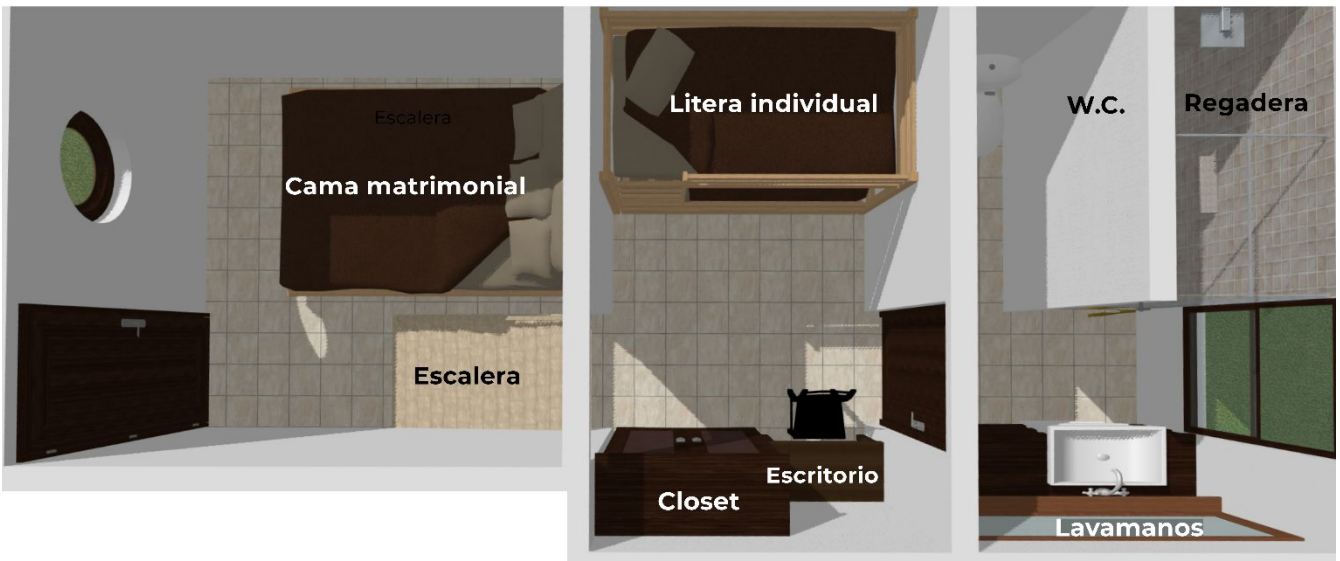 Escalera
Cama matrimonial
Escalera
Litera individual
Escritorio
Closet
W.C.
Regadera
Lavamanos